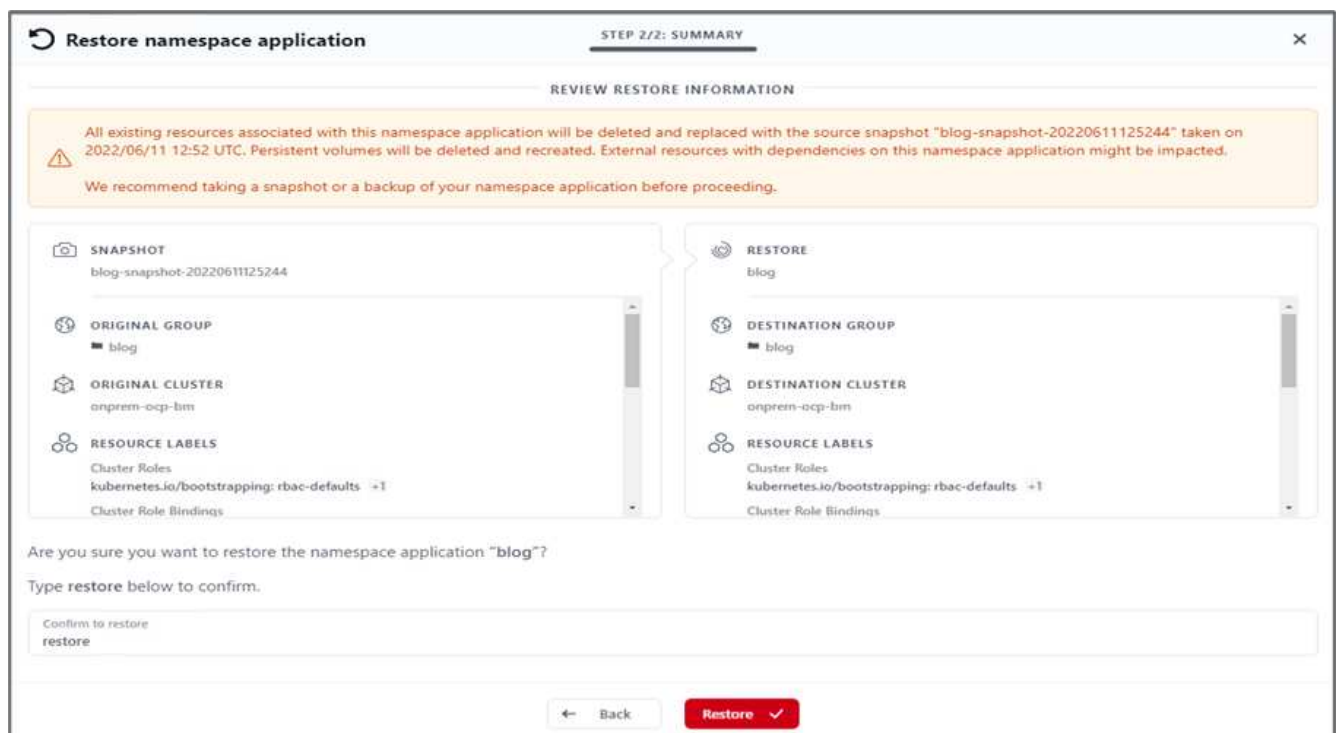 Restore namespace application
STEP 2/2: SUMMARY
REVIEW RESTORE INFORMATION
All existing resources associated with this namespace application will be deleted and replaced with the source snapshot "blog-snapshot-20220611125244" taken on
2022/06/11 12:52 UTC. Persistent volumes will be deleted and recreated. External resources with dependencies on this namespace application might be impacted.
We recommend taking a snapshot or a backup of your namespace application before proceeding.
SNAPSHOT
blog-snapshot-20220611125244
ORIGINAL GROUP
blog
ORIGINAL CLUSTER
onprem-ocp-bm
RESOURCE LABELS
Cluster Roles
kubernetes.io/bootstrapping: rbac-defaults +1
Cluster Role Bindings
RESTORE
blog
DESTINATION GROUP
blog
DESTINATION CLUSTER
onprem-ocp-bm
RESOURCE LABELS
Cluster Roles
kubernetes.io/bootstrapping: rbac-defaults +1
Cluster Role Bindings
Are you sure you want to restore the namespace application "blog"?
Type restore below to confirm.
Confirm to restore
restore
Back
Restore